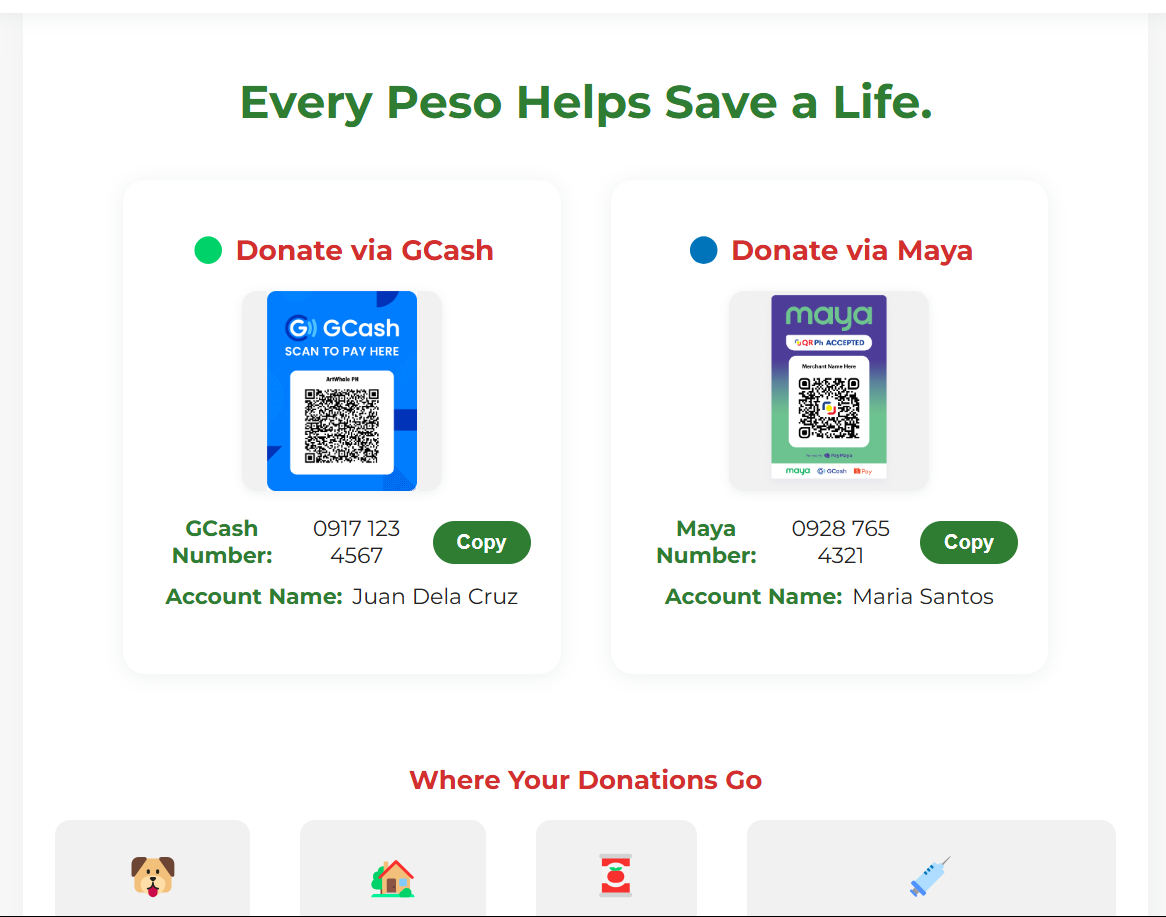 Every Peso Helps Save a Life.
Donate via GCash
GCash
SCAN TO PAY HERE
ArtWhale PH
GCash Number:
0917 123 4567
Copy
Account Name: Juan Dela Cruz
Donate via Maya
maya
QRPh ACCEPTED
Merchant Name Here
PayMaya
maya GCash Pay
Maya Number:
0928 765 4321
Copy
Account Name: Maria Santos
Where Your Donations Go